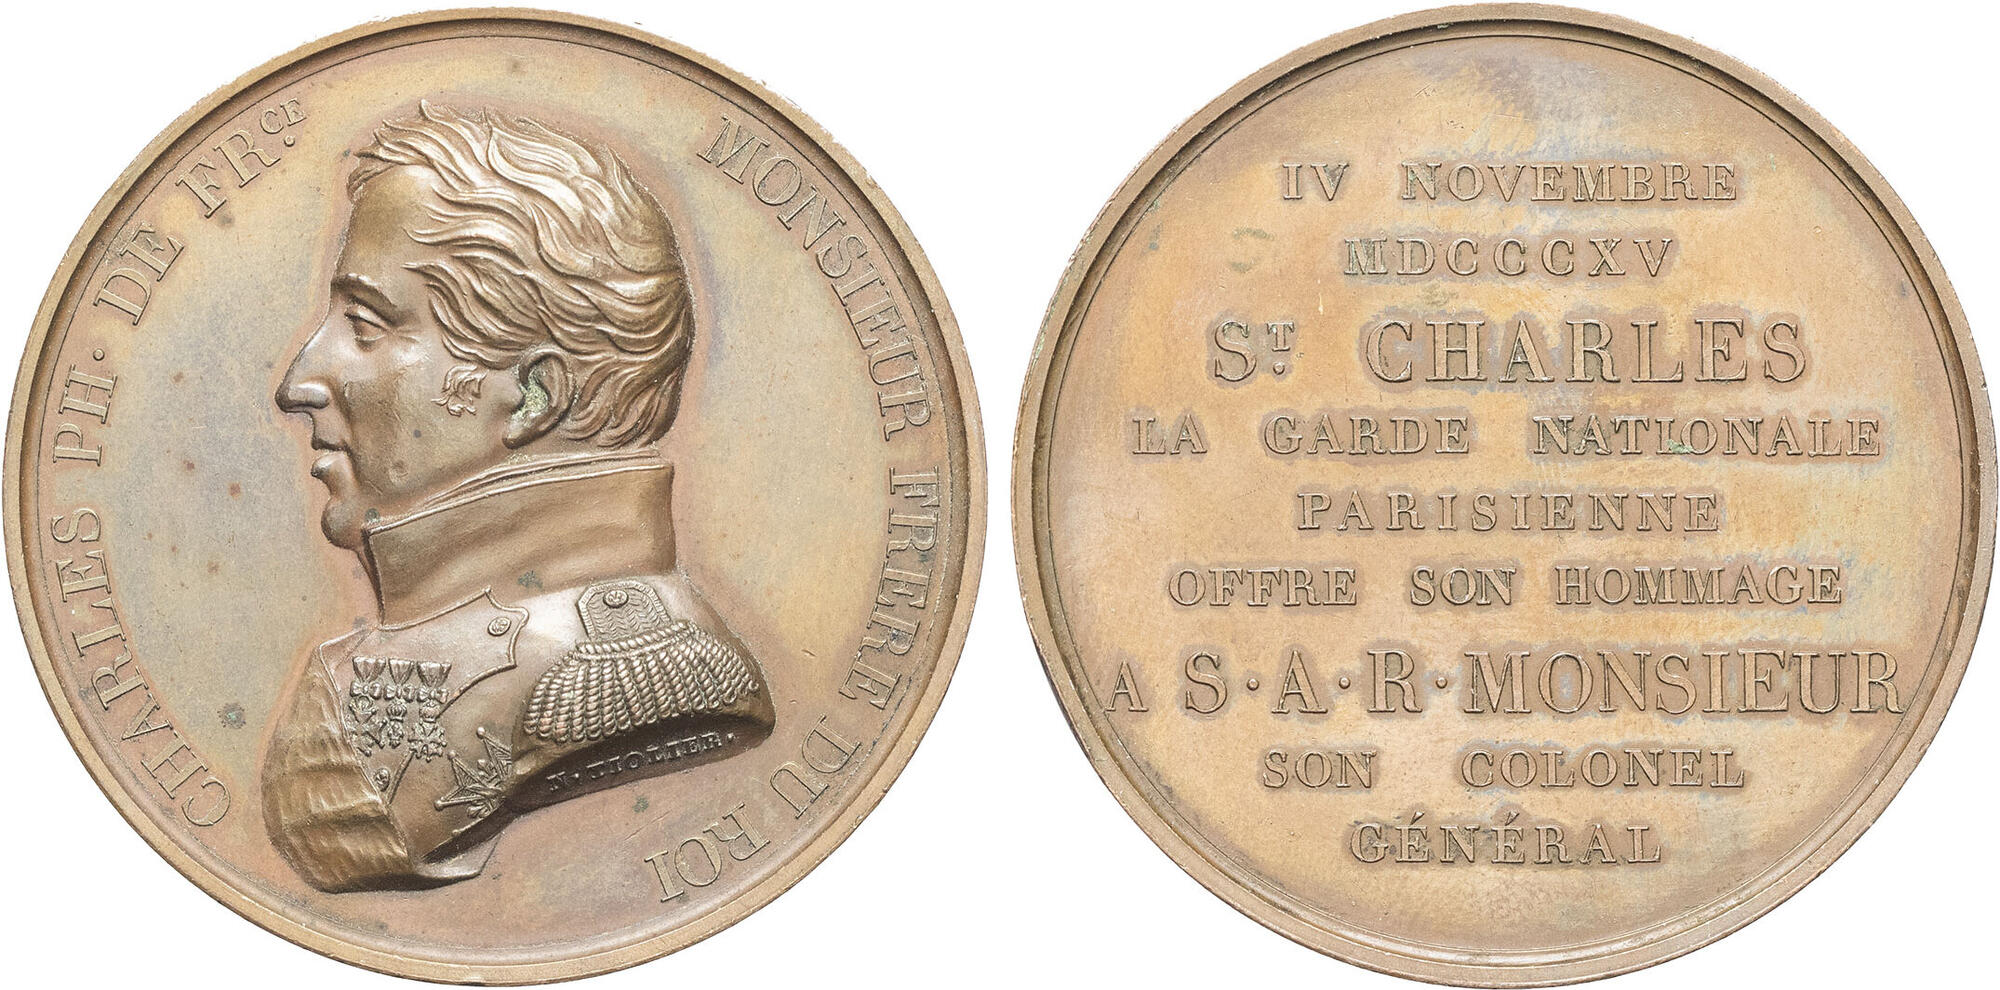 CHARLES PH. DE FR.CE MONSIEUR FRERE DU ROI
N. TIOLIER.
IV NOVEMBRE
MDCCCXV
ST. CHARLES
LA GARDE NATIONALE
PARISIENNE
OFFRE SON HOMMAGE
A S·A·R·MONSIEUR
SON COLONEL
GÉNÉRAL